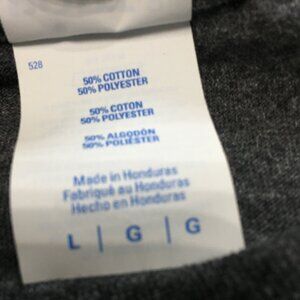 528
50% COTTON
50% POLYESTER
50% COTON
50% POLYESTER
50% ALGODÓN
50% POLIÉSTER
Made in Honduras
Fabriqué au Honduras
Hecho en Honduras
L | G | G